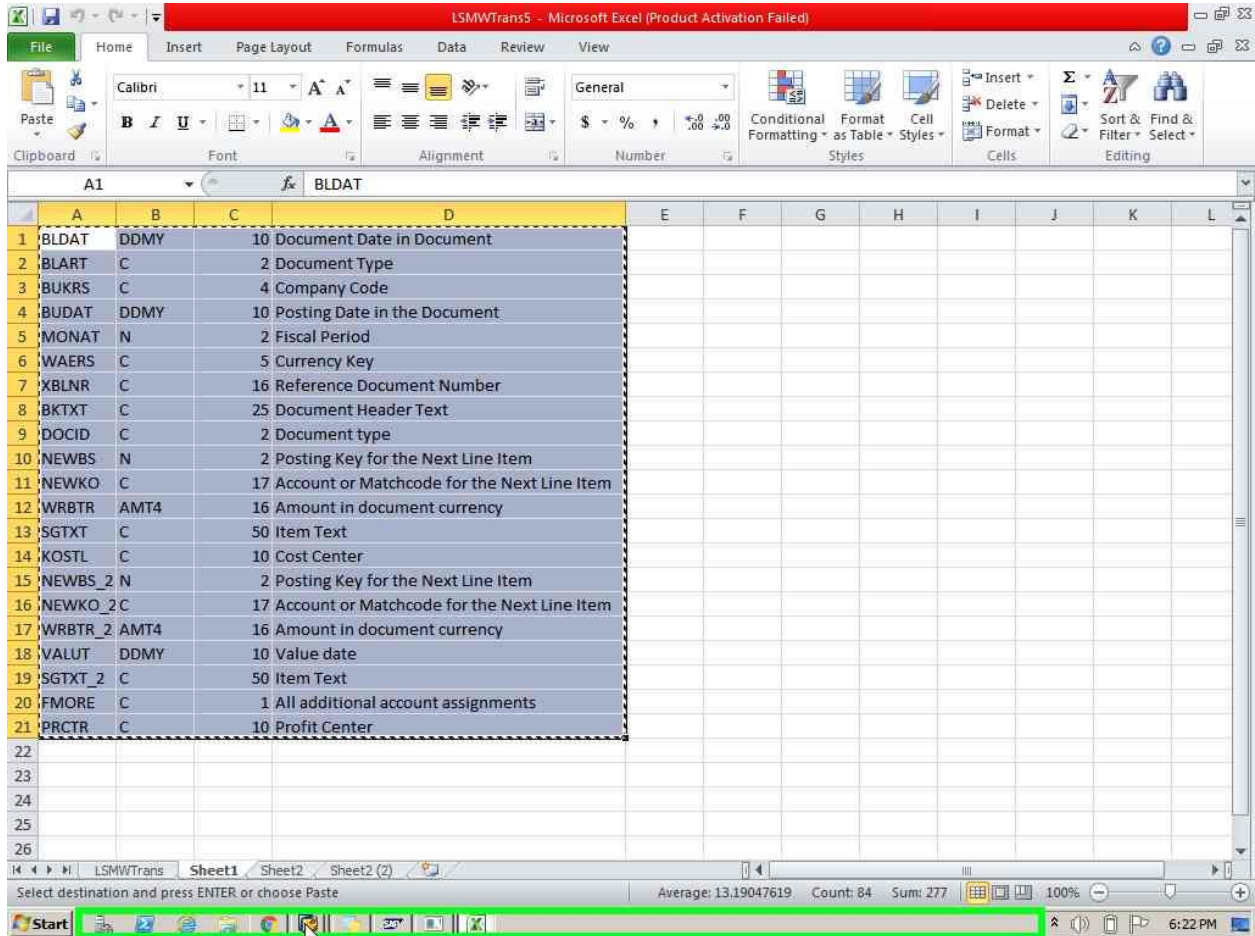 LSMWTrans5 - Microsoft Excel (Product Activation Failed)
File Home Insert Page Layout Formulas Data Review View
Calibri 11 A A General Insert Σ
Paste Delete
B I U A $ % , .00 .0 Conditional Formatting as Table Format Cell Styles Format Sort & Filter Find & Select
Clipboard Font Alignment Number Styles Cells Editing
A1 fx BLDAT
A B C D E F G H I J K L
1 BLDAT DDMY 10 Document Date in Document
2 BLART C 2 Document Type
3 BUKRS C 4 Company Code
4 BUDAT DDMY 10 Posting Date in the Document
5 MONAT N 2 Fiscal Period
6 WAERS C 5 Currency Key
7 XBLNR C 16 Reference Document Number
8 BKTXT C 25 Document Header Text
9 DOCID C 2 Document type
10 NEWBS N 2 Posting Key for the Next Line Item
11 NEWKO C 17 Account or Matchcode for the Next Line Item
12 WRBTR AMT4 16 Amount in document currency
13 SGTXT C 50 Item Text
14 KOSTL C 10 Cost Center
15 NEWBS_2 N 2 Posting Key for the Next Line Item
16 NEWKO_2 C 17 Account or Matchcode for the Next Line Item
17 WRBTR_2 AMT4 16 Amount in document currency
18 VALUT DDMY 10 Value date
19 SGTXT_2 C 50 Item Text
20 FMORE C 1 All additional account assignments
21 PRCTR C 10 Profit Center
22
23
24
25
26
LSMWTrans Sheet1 Sheet2 Sheet2 (2)
Select destination and press ENTER or choose Paste Average: 13.19047619 Count: 84 Sum: 277 100%
Start SAP 6:22 PM